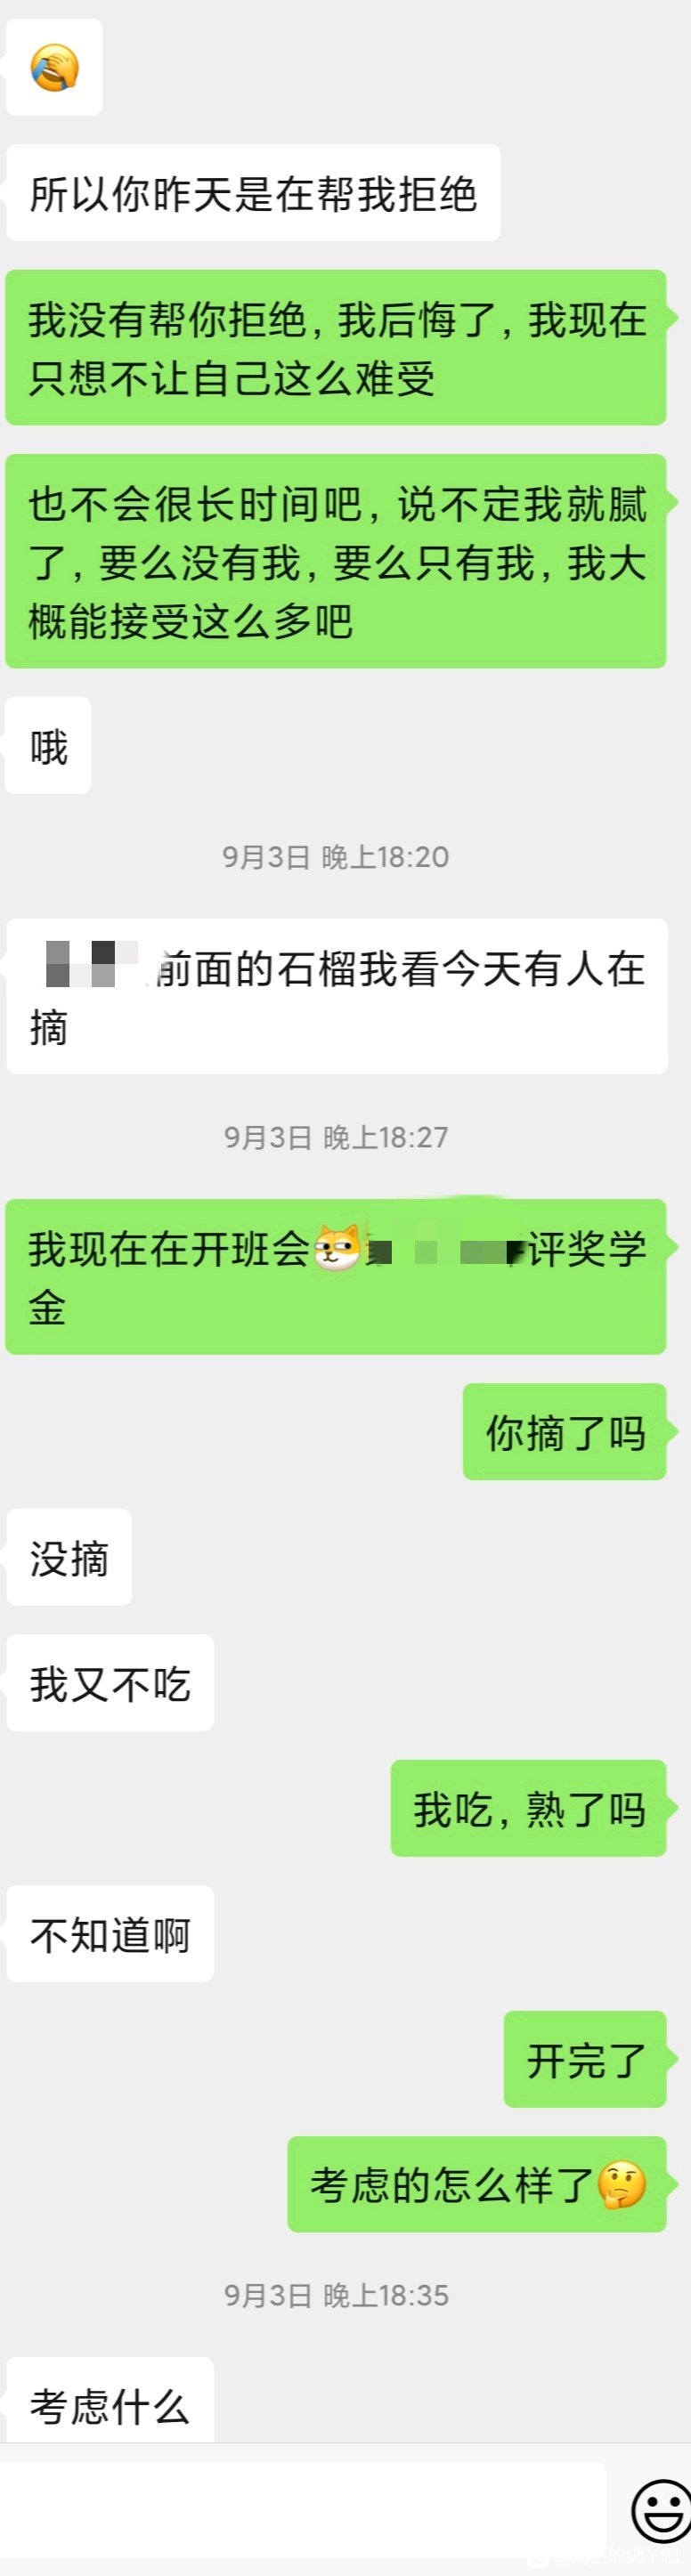 所以你昨天是在帮我拒绝
我没有帮你拒绝，我后悔了，我现在
只想不让自己这么难受
也不会很长时间吧，说不定我就腻
了，要么没有我，要么只有我，我大
概能接受这么多吧
哦
9月3日 晚上18:20
前面的石榴我看今天有人在
摘
9月3日 晚上18:27
我现在在开班会
评奖学
金
你摘了吗
没摘
我又不吃
我吃，熟了吗
不知道啊
开完了
考虑的怎么样了
9月3日 晚上18:35
考虑什么